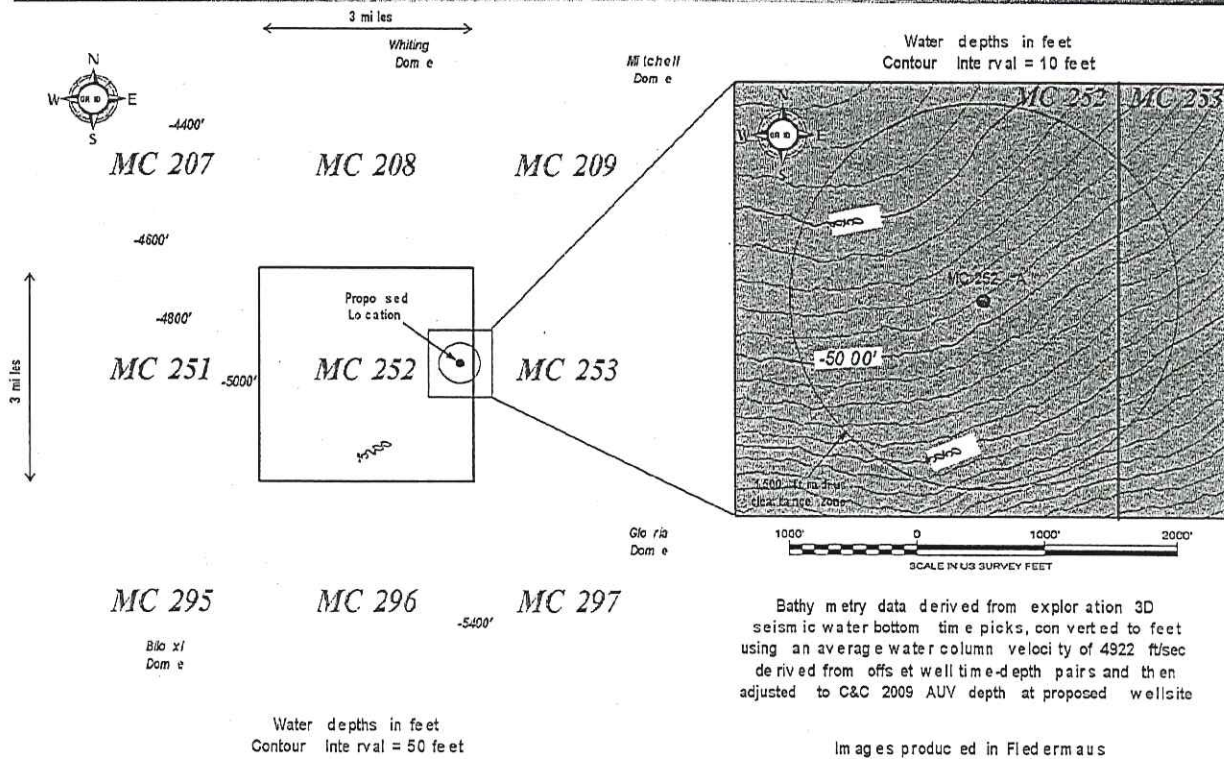 3 miles
Whiting
Dome
Mitchell
Dome
N
W
E
S
GRID
-4400'
MC 207
MC 208
MC 209
-4600'
3 miles
Proposed
Location
-4800'
MC 251
-5000'
MC 252
MC 253
Gloria
Dome
MC 295
MC 296
MC 297
-5400'
Biloxi
Dome
Water depths in feet
Contour Interval = 50 feet
Water depths in feet
Contour Interval = 10 feet
MC 252
MC 253
N
W
E
S
GRID
MC 252
-5000'
radius
clearance zone
1000'
0
1000'
2000'
SCALE IN US SURVEY FEET
Bathymetry data derived from exploration 3D
seismic water bottom time picks, converted to feet
using an average water column velocity of 4922 ft/sec
derived from offset well time-depth pairs and then
adjusted to C&C 2009 AUV depth at proposed wellsite
Images produced in Fledermaus